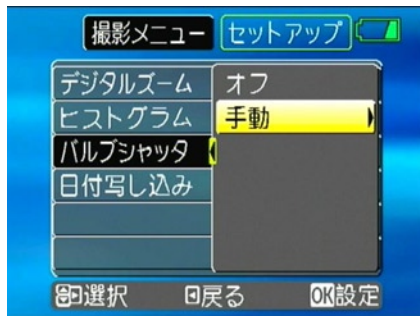 撮影メニュー セットアップ
デジタルズーム オフ
ヒストグラム 手動
バルブシャッタ
日付写し込み
選択 戻る OK設定